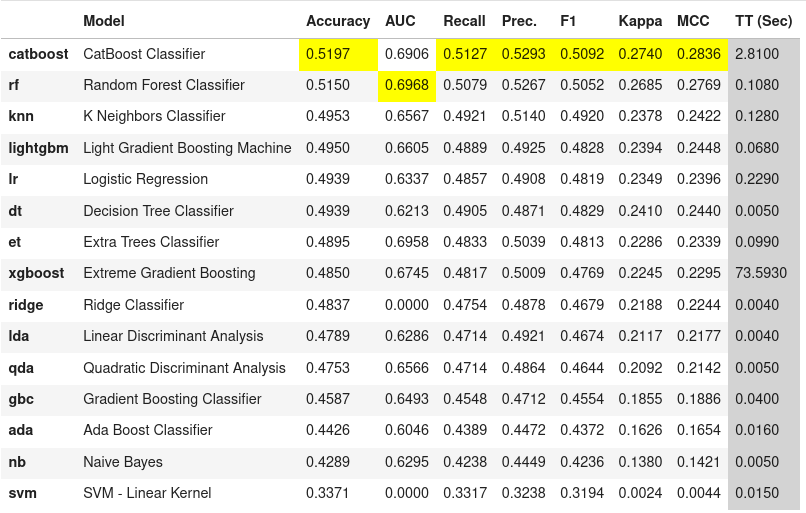 Model Accuracy AUC Recall Prec. F1 Kappa MCC TT (Sec)
catboost CatBoost Classifier 0.5197 0.6906 0.5127 0.5293 0.5092 0.2740 0.2836 2.8100
rf Random Forest Classifier 0.5150 0.6968 0.5079 0.5267 0.5052 0.2685 0.2769 0.1080
knn K Neighbors Classifier 0.4953 0.6567 0.4921 0.5140 0.4920 0.2378 0.2422 0.1280
lightgbm Light Gradient Boosting Machine 0.4950 0.6605 0.4889 0.4925 0.4828 0.2394 0.2448 0.0680
lr Logistic Regression 0.4939 0.6337 0.4857 0.4908 0.4819 0.2349 0.2396 0.2290
dt Decision Tree Classifier 0.4939 0.6213 0.4905 0.4871 0.4829 0.2410 0.2440 0.0050
et Extra Trees Classifier 0.4895 0.6958 0.4833 0.5039 0.4813 0.2286 0.2339 0.0990
xgboost Extreme Gradient Boosting 0.4850 0.6745 0.4817 0.5009 0.4769 0.2245 0.2295 73.5930
ridge Ridge Classifier 0.4837 0.0000 0.4754 0.4878 0.4679 0.2188 0.2244 0.0040
lda Linear Discriminant Analysis 0.4789 0.6286 0.4714 0.4921 0.4674 0.2117 0.2177 0.0040
qda Quadratic Discriminant Analysis 0.4753 0.6566 0.4714 0.4864 0.4644 0.2092 0.2142 0.0050
gbc Gradient Boosting Classifier 0.4587 0.6493 0.4548 0.4712 0.4554 0.1855 0.1886 0.0400
ada Ada Boost Classifier 0.4426 0.6046 0.4389 0.4472 0.4372 0.1626 0.1654 0.0160
nb Naive Bayes 0.4289 0.6295 0.4238 0.4449 0.4236 0.1380 0.1421 0.0050
svm SVM - Linear Kernel 0.3371 0.0000 0.3317 0.3238 0.3194 0.0024 0.0044 0.0150